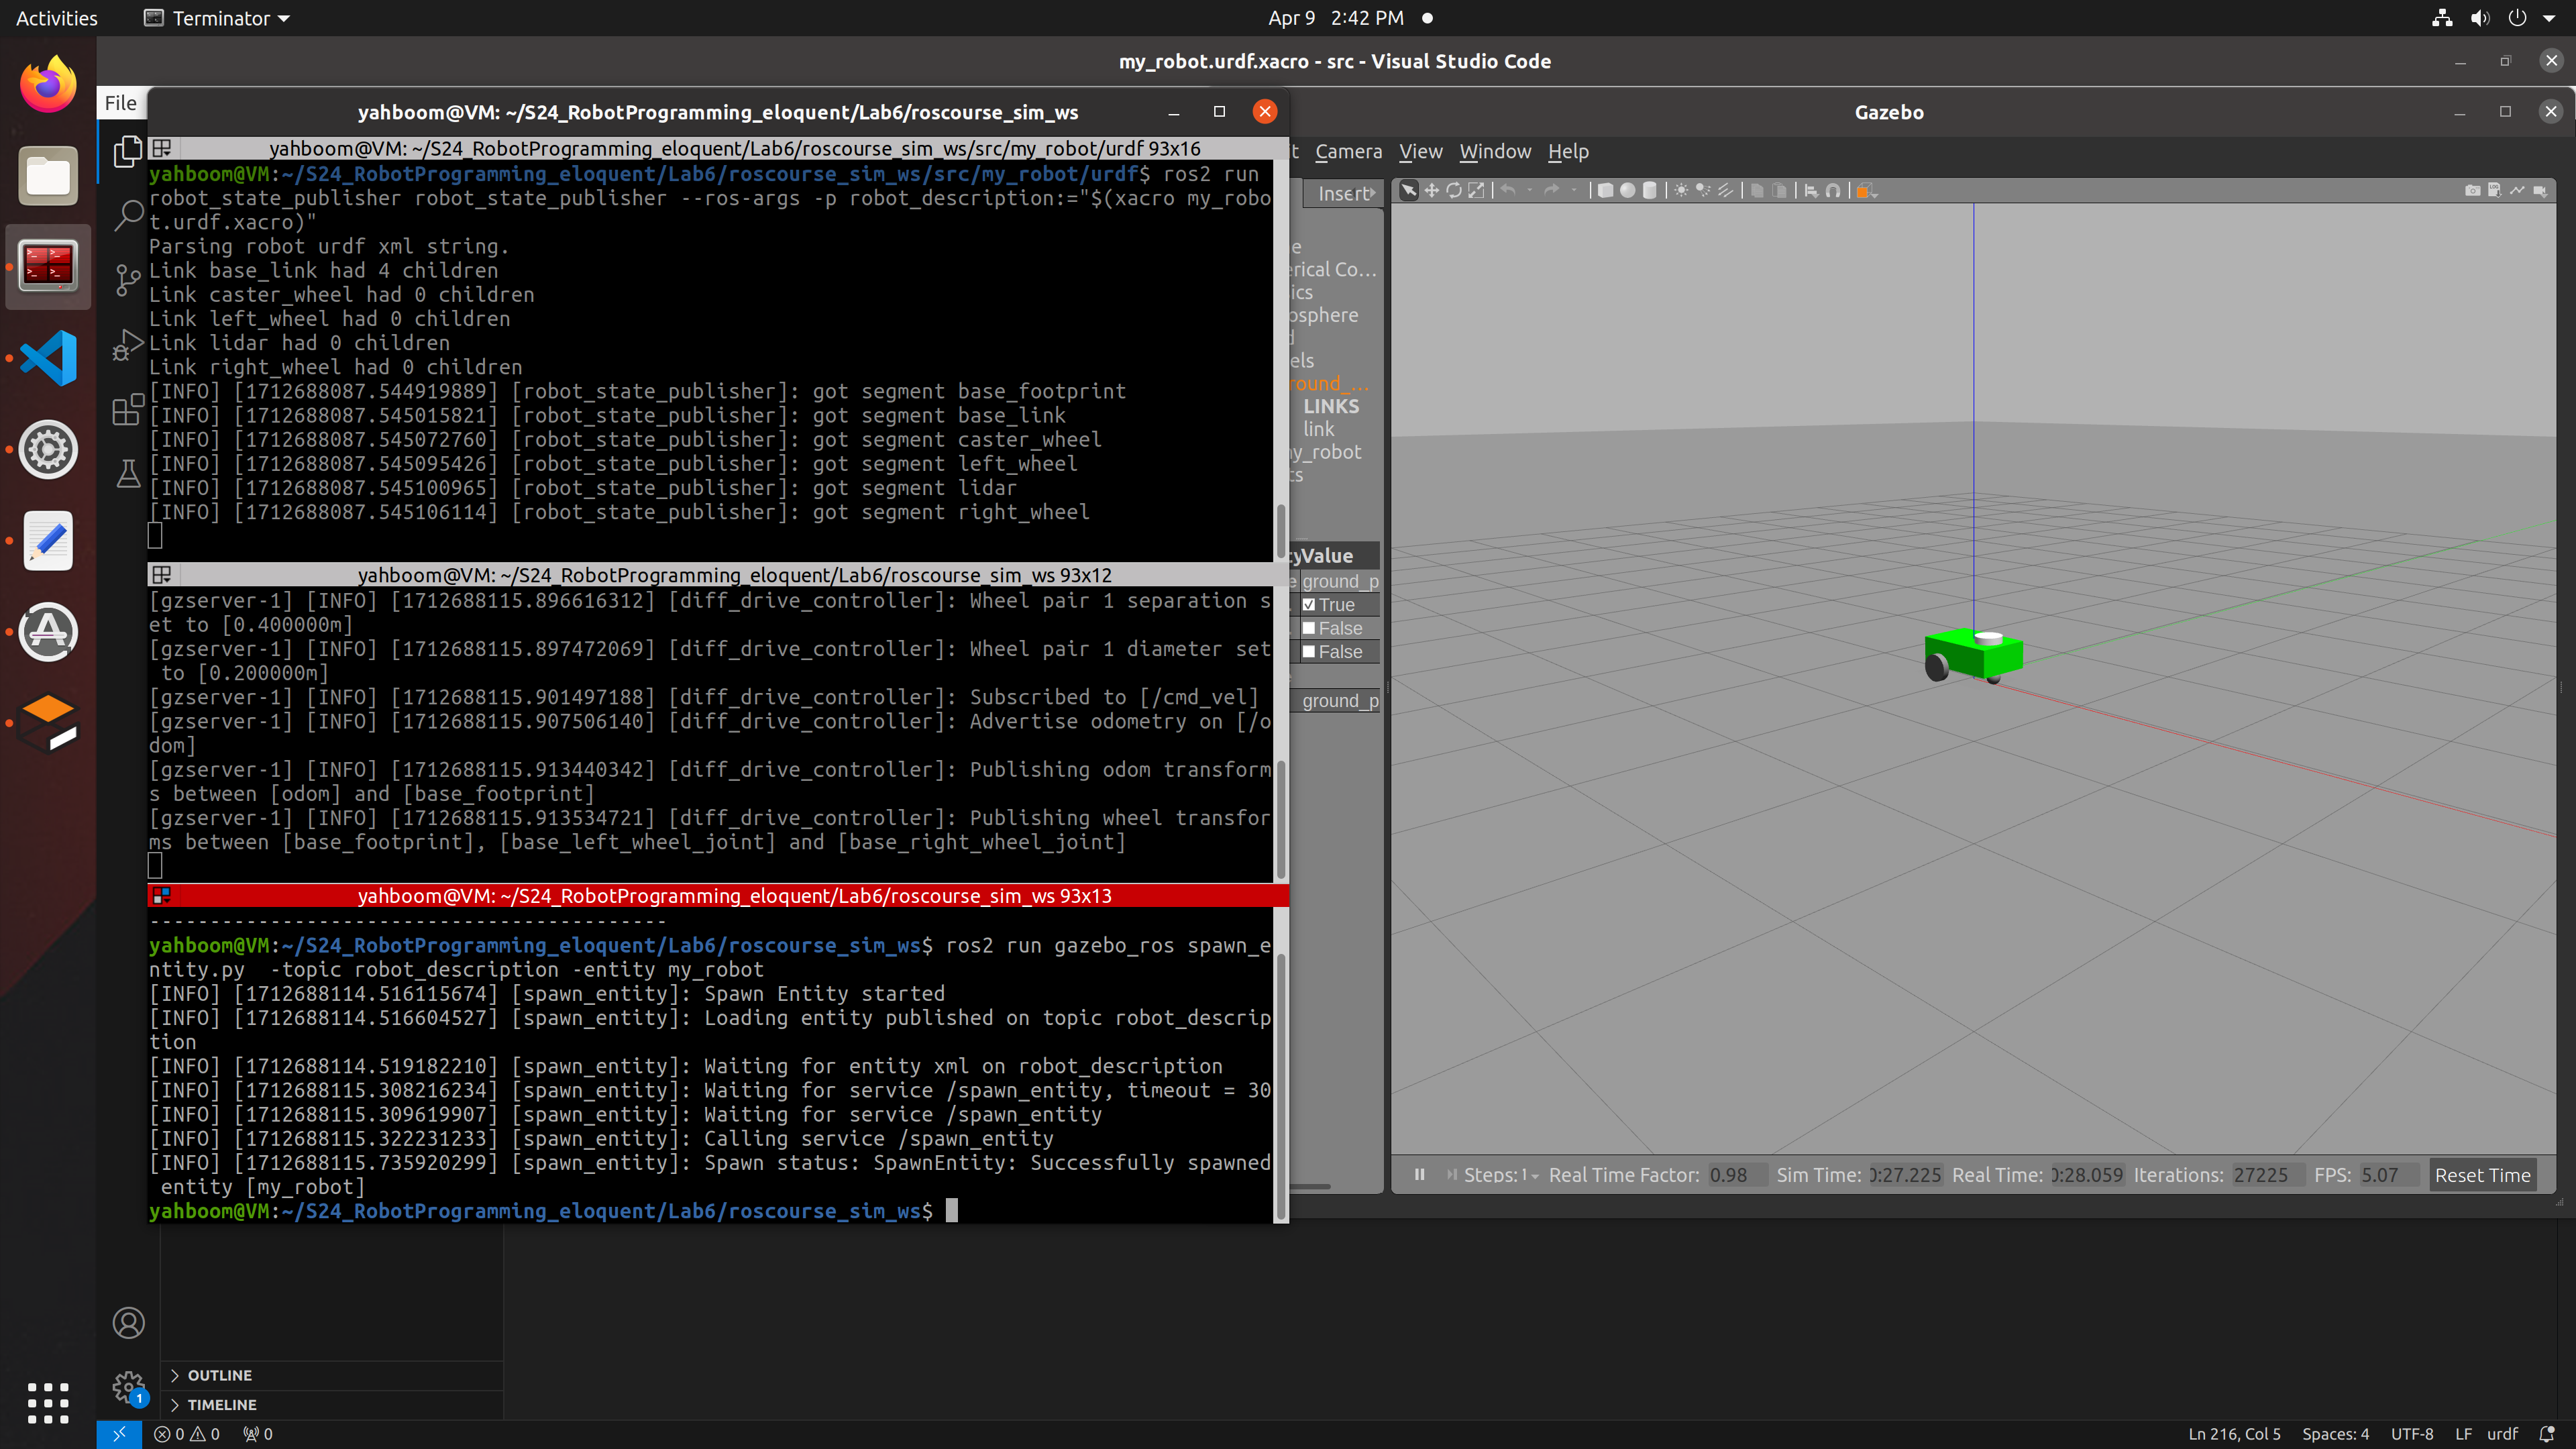 Activities
Terminator
Apr 9 2:42 PM
my_robot.urdf.xacro - src - Visual Studio Code
File
yahboom@VM: ~/S24_RobotProgramming_eloquent/Lab6/roscourse_sim_ws
yahboom@VM: ~/S24_RobotProgramming_eloquent/Lab6/roscourse_sim_ws/src/my_robot/urdf 93x16
yahboom@VM:~/S24_RobotProgramming_eloquent/Lab6/roscourse_sim_ws/src/my_robot/urdf$ ros2 run
robot_state_publisher robot_state_publisher --ros-args -p robot_description:="$(xacro my_robo
t.urdf.xacro)"
Parsing robot urdf xml string.
Link base_link had 4 children
Link caster_wheel had 0 children
Link left_wheel had 0 children
Link lidar had 0 children
Link right_wheel had 0 children
[INFO] [1712688087.544919889] [robot_state_publisher]: got segment base_footprint
[INFO] [1712688087.545015821] [robot_state_publisher]: got segment base_link
[INFO] [1712688087.545072760] [robot_state_publisher]: got segment caster_wheel
[INFO] [1712688087.545095426] [robot_state_publisher]: got segment left_wheel
[INFO] [1712688087.545100965] [robot_state_publisher]: got segment lidar
[INFO] [1712688087.545106114] [robot_state_publisher]: got segment right_wheel
yahboom@VM: ~/S24_RobotProgramming_eloquent/Lab6/roscourse_sim_ws 93x12
[gzserver-1] [INFO] [1712688115.896616312] [diff_drive_controller]: Wheel pair 1 separation s
et to [0.400000m]
[gzserver-1] [INFO] [1712688115.897472069] [diff_drive_controller]: Wheel pair 1 diameter set
 to [0.200000m]
[gzserver-1] [INFO] [1712688115.901497188] [diff_drive_controller]: Subscribed to [/cmd_vel]
[gzserver-1] [INFO] [1712688115.907506140] [diff_drive_controller]: Advertise odometry on [/o
dom]
[gzserver-1] [INFO] [1712688115.913440342] [diff_drive_controller]: Publishing odom transform
s between [odom] and [base_footprint]
[gzserver-1] [INFO] [1712688115.913534721] [diff_drive_controller]: Publishing wheel transfor
ms between [base_footprint], [base_left_wheel_joint] and [base_right_wheel_joint]
yahboom@VM: ~/S24_RobotProgramming_eloquent/Lab6/roscourse_sim_ws 93x13
-------------------------------------------
yahboom@VM:~/S24_RobotProgramming_eloquent/Lab6/roscourse_sim_ws$ ros2 run gazebo_ros spawn_e
ntity.py  -topic robot_description -entity my_robot
[INFO] [1712688114.516115674] [spawn_entity]: Spawn Entity started
[INFO] [1712688114.516604527] [spawn_entity]: Loading entity published on topic robot_descrip
tion
[INFO] [1712688114.519182210] [spawn_entity]: Waiting for entity xml on robot_description
[INFO] [1712688115.308216234] [spawn_entity]: Waiting for service /spawn_entity, timeout = 30
[INFO] [1712688115.309619907] [spawn_entity]: Waiting for service /spawn_entity
[INFO] [1712688115.322231233] [spawn_entity]: Calling service /spawn_entity
[INFO] [1712688115.735920299] [spawn_entity]: Spawn status: SpawnEntity: Successfully spawned
 entity [my_robot]
yahboom@VM:~/S24_RobotProgramming_eloquent/Lab6/roscourse_sim_ws$
Gazebo
Camera View Window Help
Insert
erical Co...
ics
osphere
els
round_...
LINKS
link
my_robot
ts
Value
ground_p
True
False
False
ground_p
Steps: 1 Real Time Factor: 0.98 Sim Time: 0:27.225 Real Time: 0:28.059 Iterations: 27225 FPS: 5.07 Reset Time
OUTLINE
TIMELINE
1
0 0 0
Ln 216, Col 5 Spaces: 4 UTF-8 LF urdf